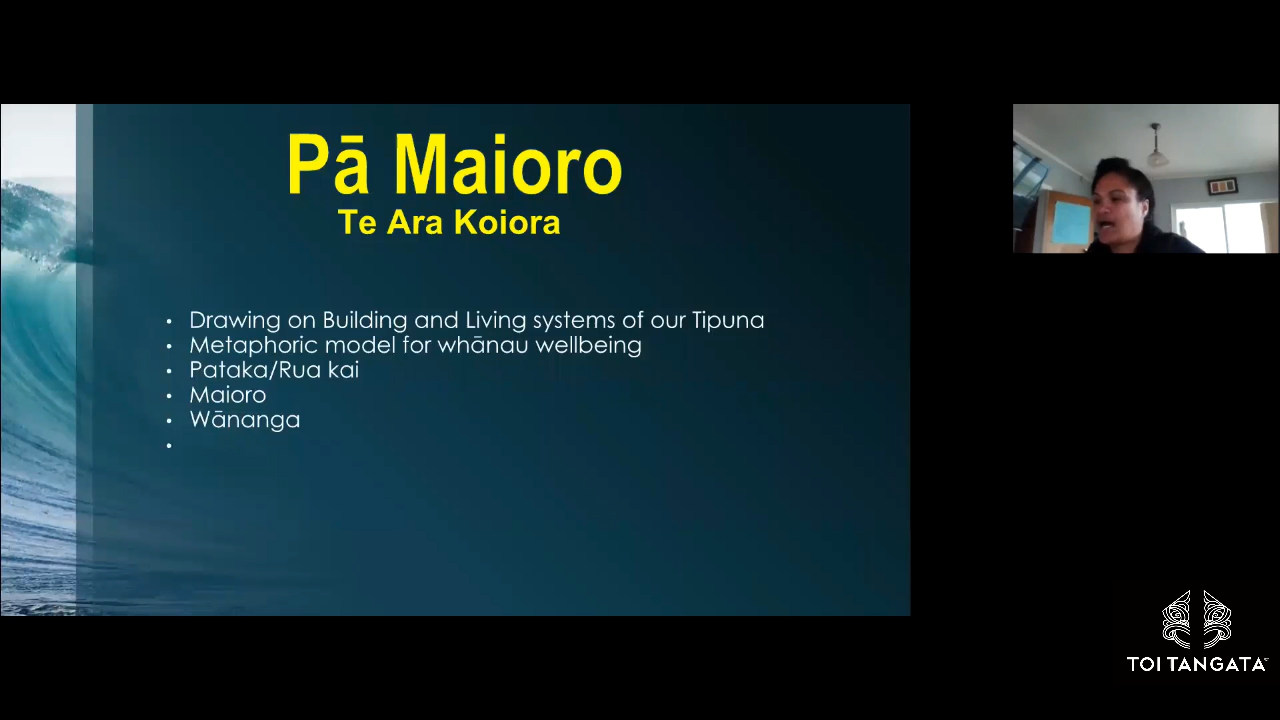 Pā Maioro
Te Ara Koiora
• Drawing on Building and Living systems of our Tipuna
• Metaphoric model for whānau wellbeing
• Pataka/Rua kai
• Maioro
• Wānanga
•
TOI TANGATA